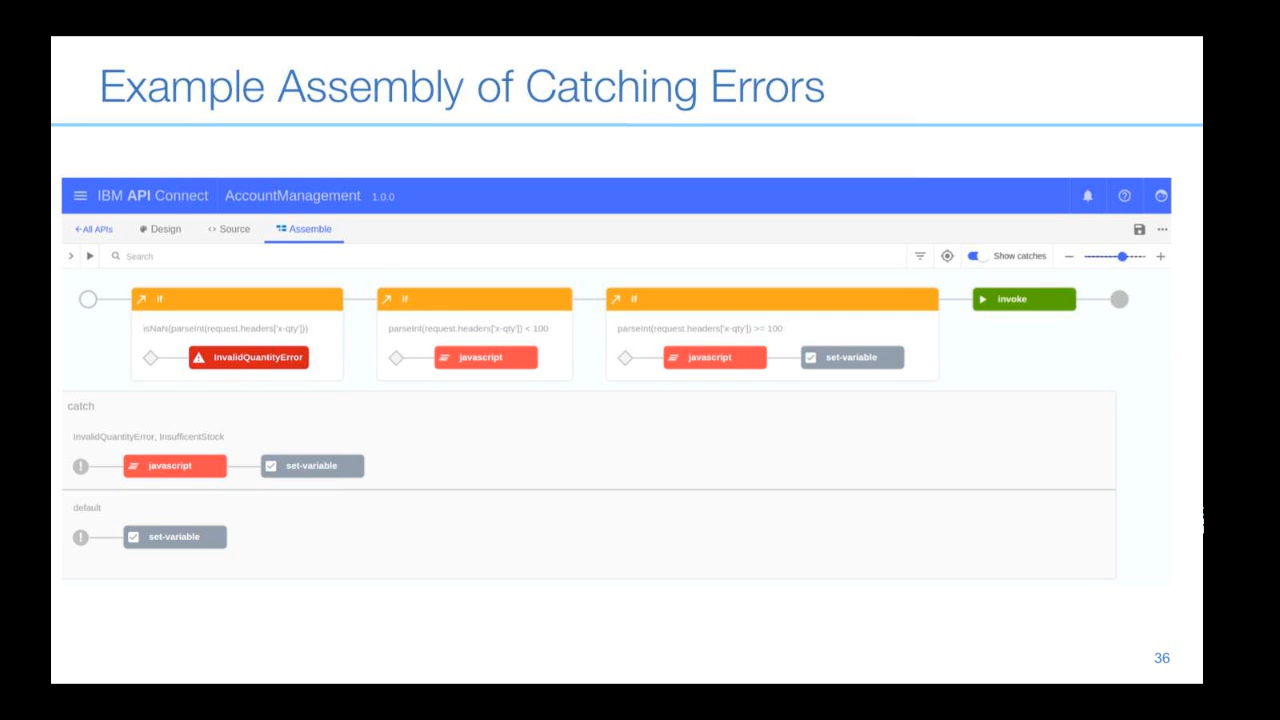 Example Assembly of Catching Errors
IBM API Connect AccountManagement 1.0.0
All APIs Design Source Assemble
Search Show catches
if if if invoke
isNaN(parseInt(request.headers['x-qty'])) parseint(request.headers['x-qty']) < 100 parseint(request.headers['x-qty']) >= 100
InvalidQuantityError javascript javascript set-variable
catch
InvalidQuantityError, InsufficentStock
javascript set-variable
default
set-variable
36